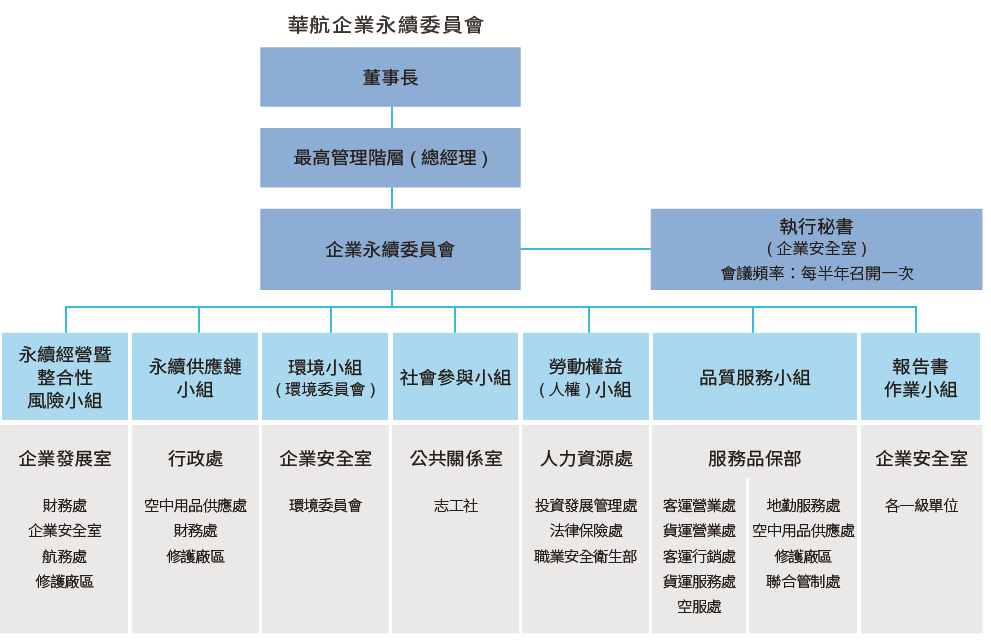 華航企業永續委員會
董事長
最高管理階層 ( 總經理 )
企業永續委員會
執行秘書
( 企業安全室 )
會議頻率：每半年召開一次
永續經營暨
整合性
風險小組
永續供應鏈
小組
環境小組
( 環境委員會 )
社會參與小組
勞動權益
( 人權 ) 小組
品質服務小組
報告書
作業小組
企業發展室
財務處
企業安全室
航務處
修護廠區
行政處
空中用品供應處
財務處
修護廠區
企業安全室
環境委員會
公共關係室
志工社
人力資源處
投資發展管理處
法律保險處
職業安全衛生部
服務品保部
客運營業處
貨運營業處
客運行銷處
貨運服務處
空服處
地勤服務處
空中用品供應處
修護廠區
聯合管制處
企業安全室
各一級單位